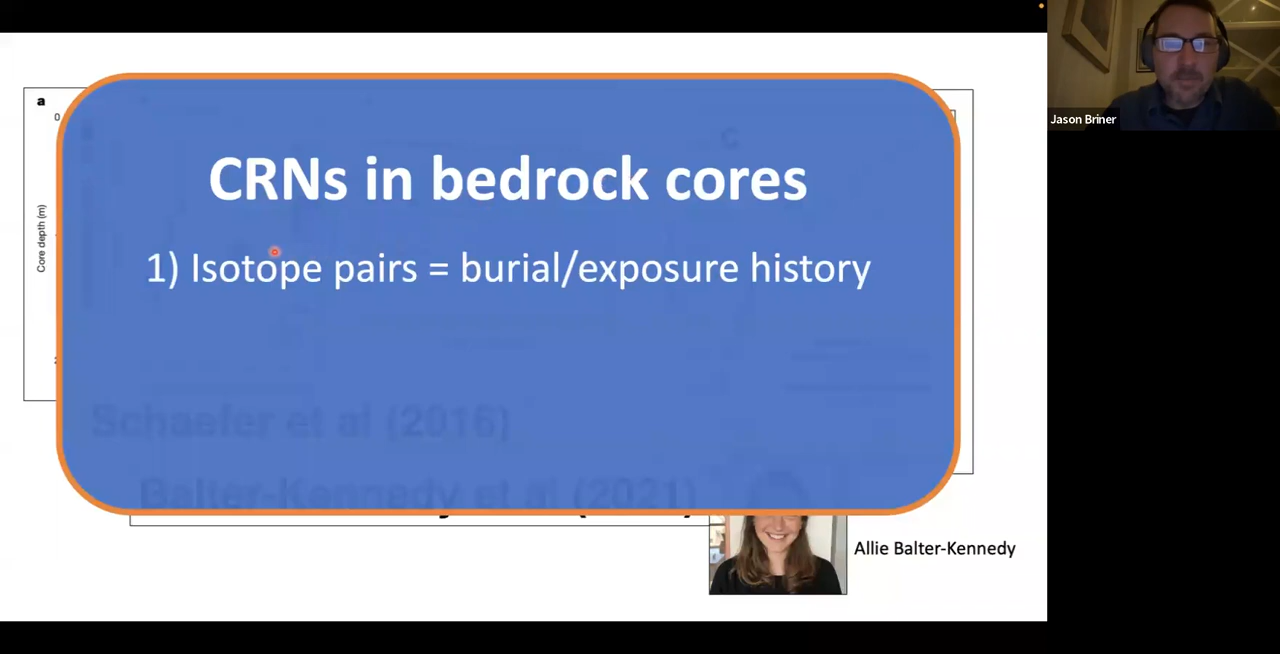 Jason Briner
a
0
Core depth (m)
CRNs in bedrock cores
1) Isotope pairs = burial/exposure history
Schaefer et al (2016)
Balter-Kennedy et al (2021)
Allie Balter-Kennedy